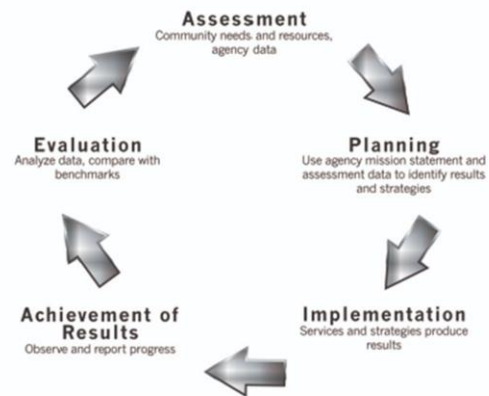 Assessment
Community needs and resources,
agency data
Planning
Use agency mission statement and
assessment data to identify results
and strategies
Implementation
Services and strategies produce
results
Achievement of
Results
Observe and report progress
Evaluation
Analyze data, compare with
benchmarks